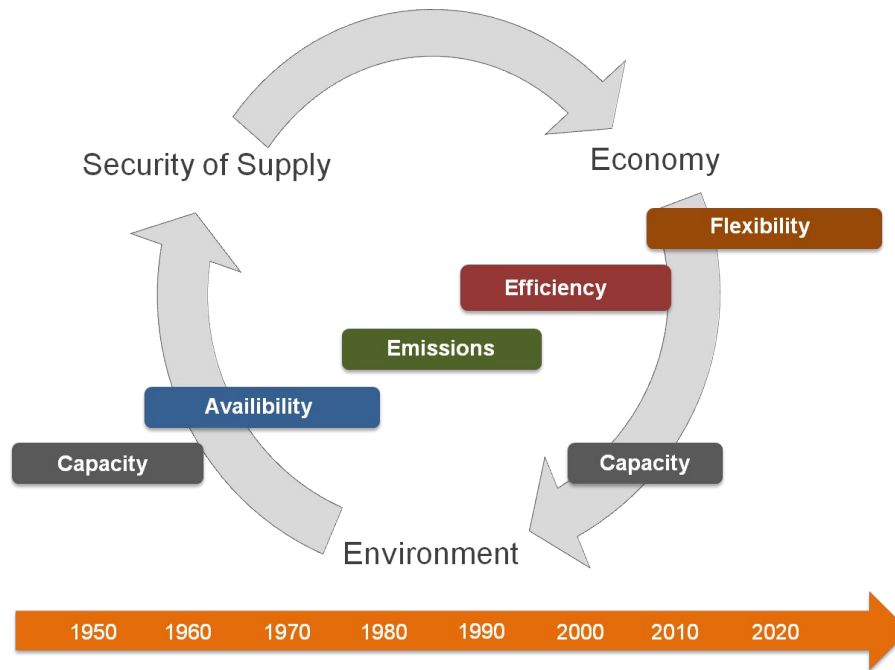 Security of Supply
Economy
Flexibility
Efficiency
Emissions
Availibility
Capacity
Capacity
Environment
1950 1960 1970 1980 1990 2000 2010 2020